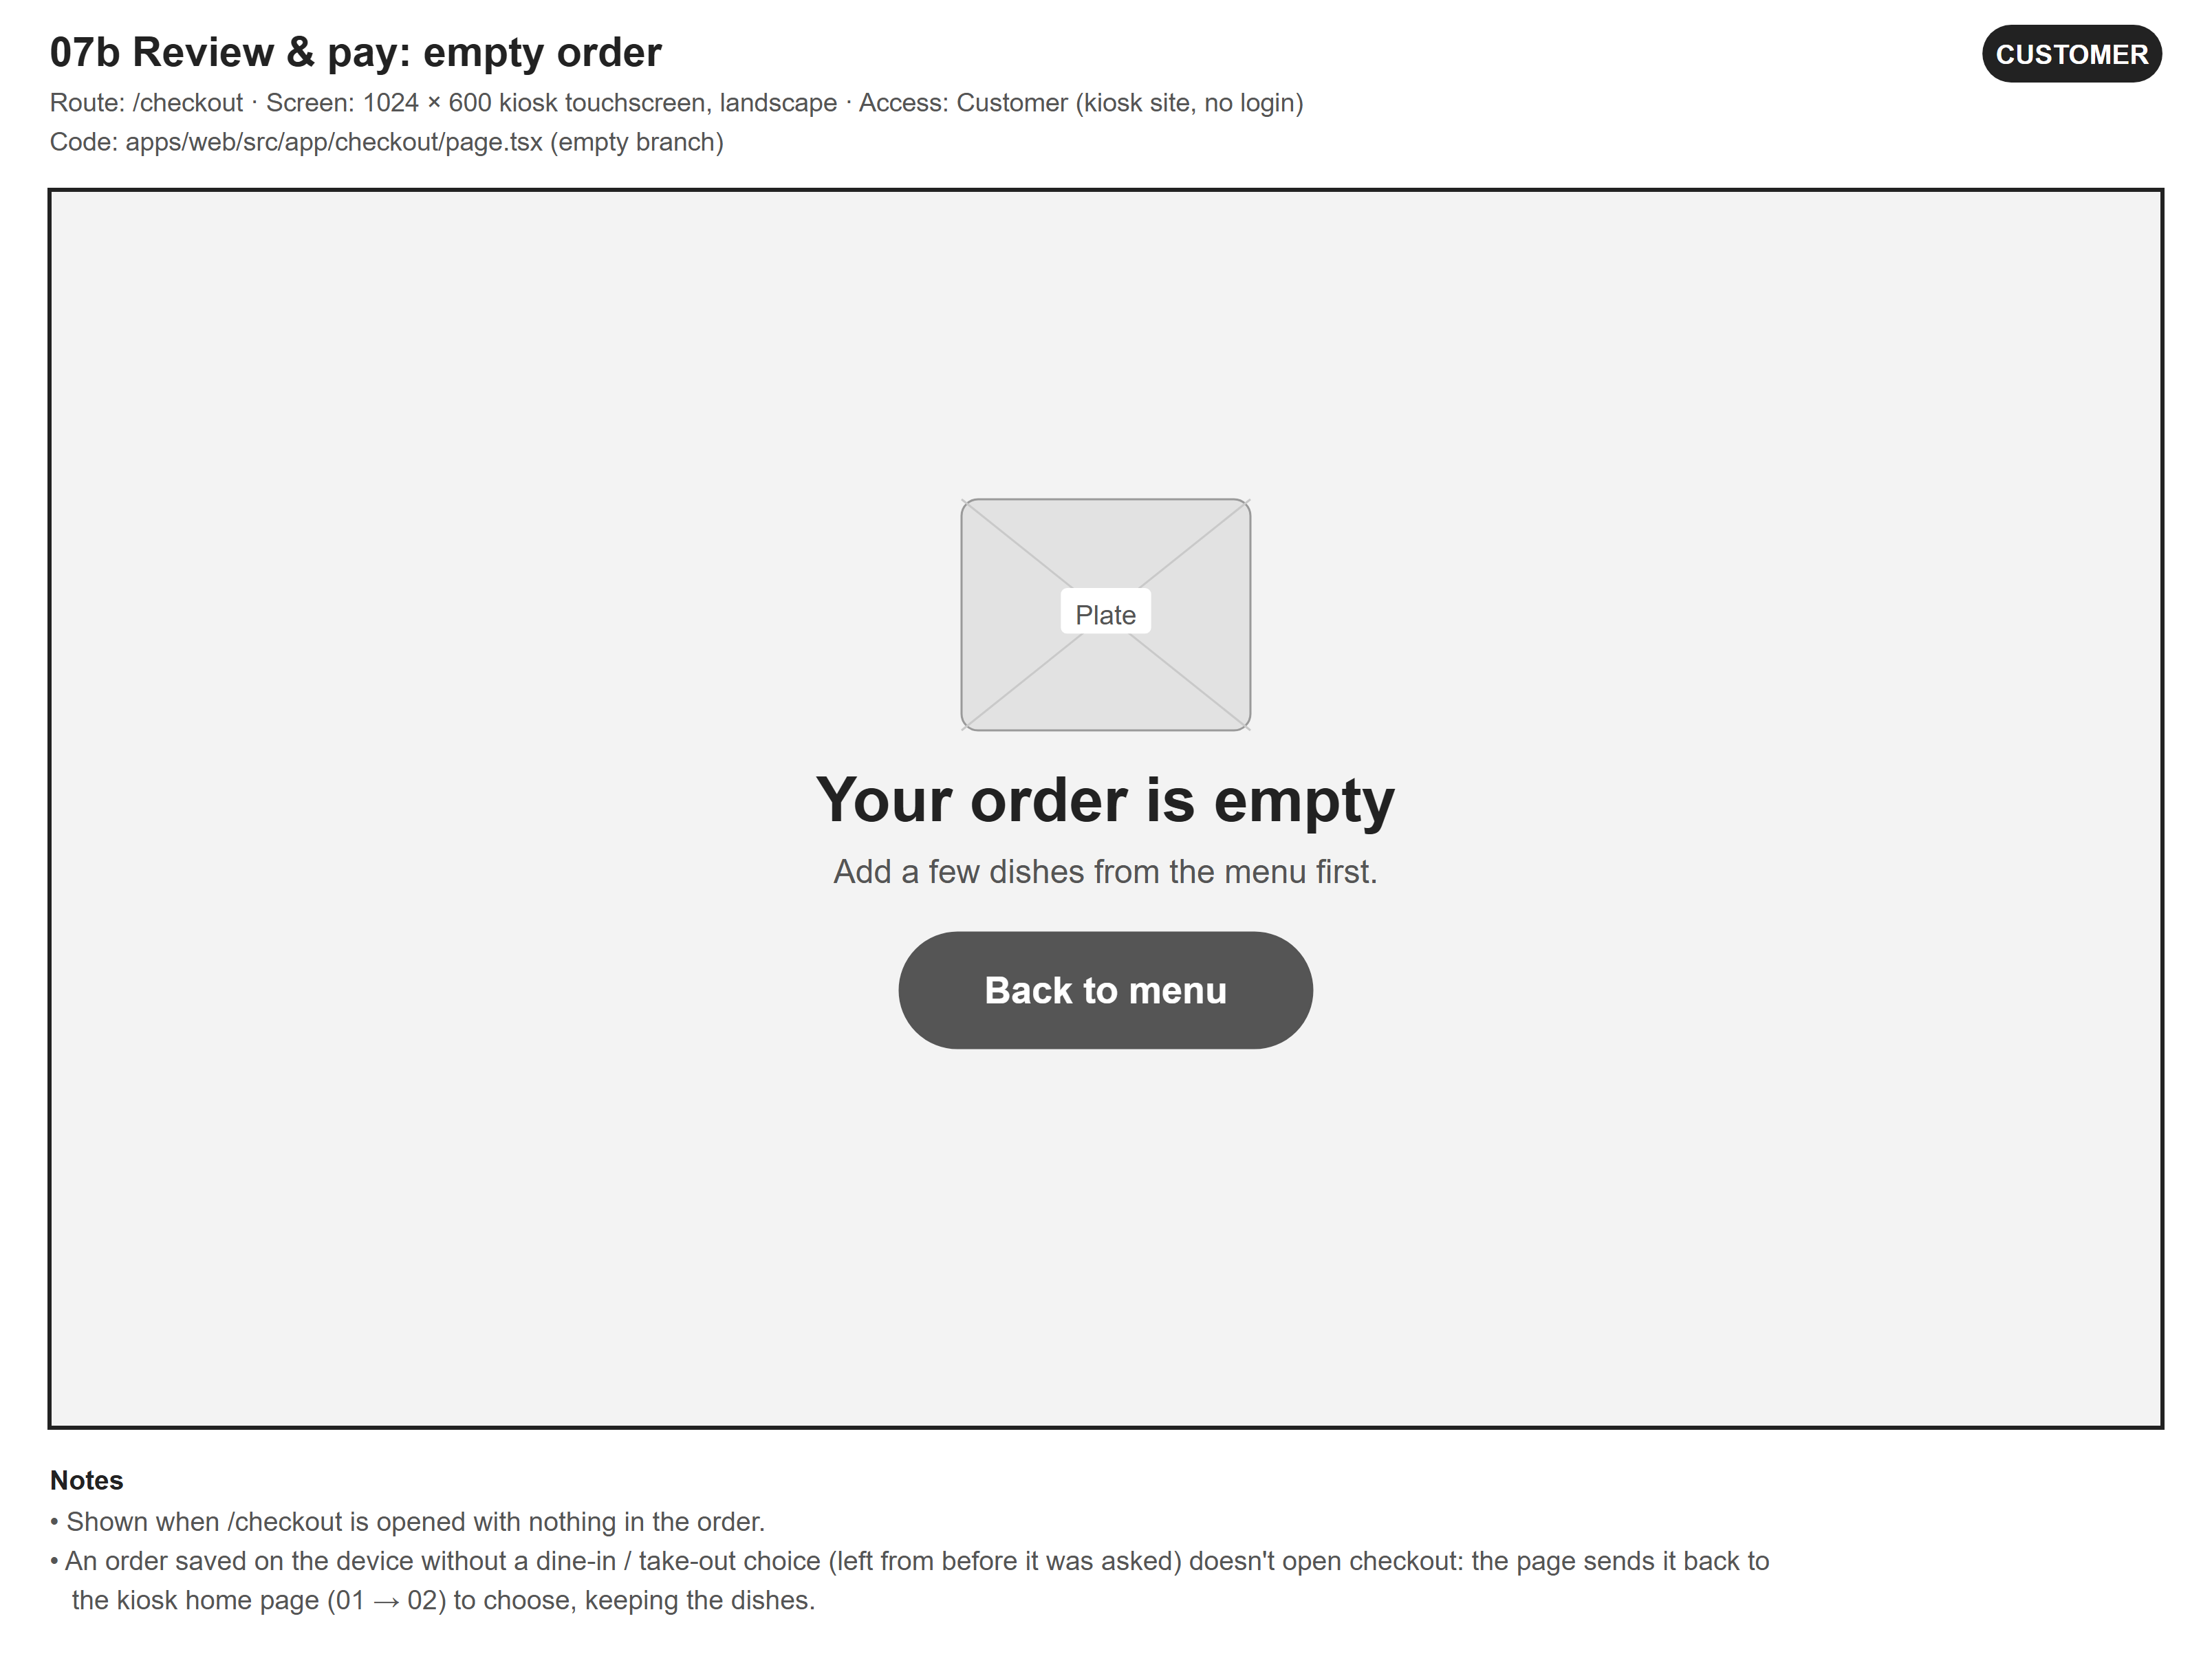 07b Review & pay: empty order
CUSTOMER
Route: /checkout · Screen: 1024 × 600 kiosk touchscreen, landscape · Access: Customer (kiosk site, no login)
Code: apps/web/src/app/checkout/page.tsx (empty branch)
Plate
Your order is empty
Add a few dishes from the menu first.
Back to menu
Notes
• Shown when /checkout is opened with nothing in the order.
• An order saved on the device without a dine-in / take-out choice (left from before it was asked) doesn't open checkout: the page sends it back to
the kiosk home page (01 → 02) to choose, keeping the dishes.